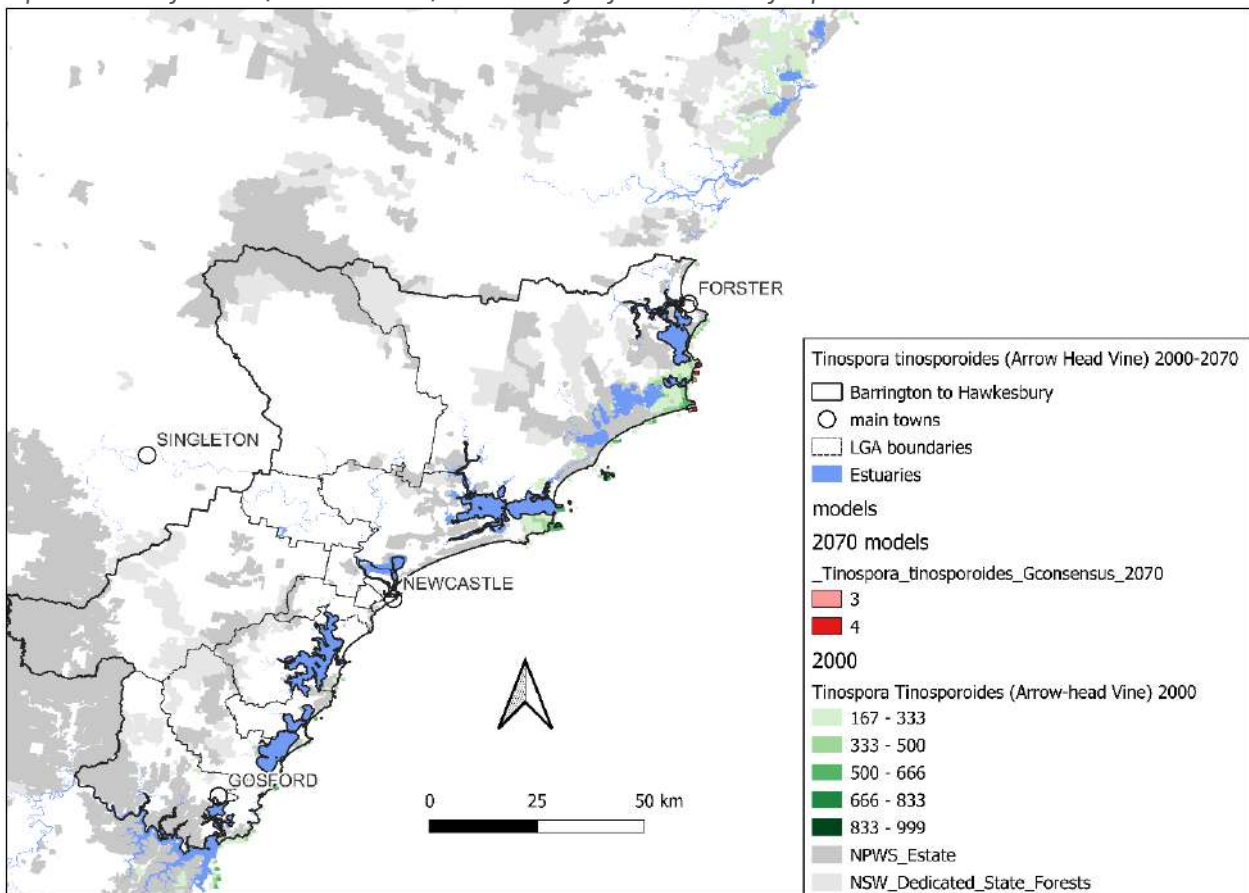 FORSTER
SINGLETON
NEWCASTLE
GOSFORD
0 25 50 km
Tinospora tinosporoides (Arrow Head Vine) 2000-2070
Barrington to Hawkesbury
main towns
LGA boundaries
Estuaries
models
2070 models
_Tinospora_tinosporoides_Gconsensus_2070
3
4
2000
Tinospora Tinosporoides (Arrow-head Vine) 2000
167 - 333
333 - 500
500 - 666
666 - 833
833 - 999
NPWS_Estate
NSW_Dedicated_State_Forests